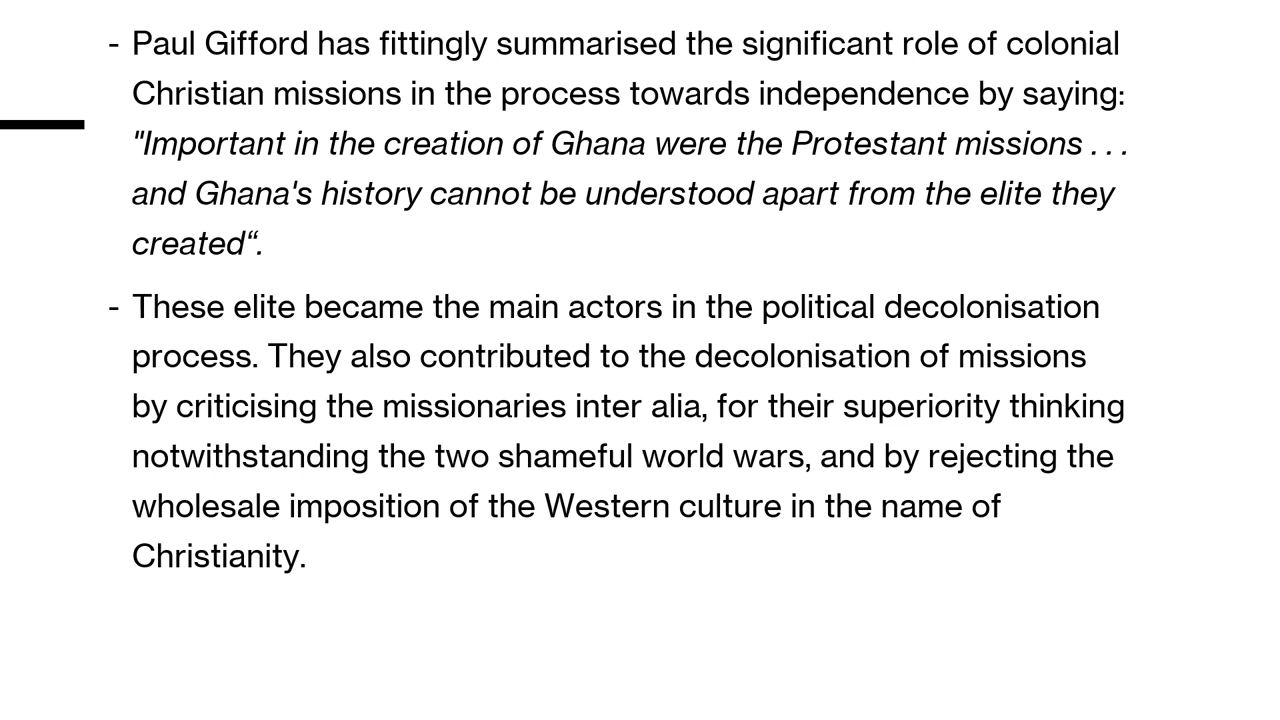 - Paul Gifford has fittingly summarised the significant role of colonial
Christian missions in the process towards independence by saying:
"Important in the creation of Ghana were the Protestant missions . . .
and Ghana's history cannot be understood apart from the elite they
created“.
- These elite became the main actors in the political decolonisation
process. They also contributed to the decolonisation of missions
by criticising the missionaries inter alia, for their superiority thinking
notwithstanding the two shameful world wars, and by rejecting the
wholesale imposition of the Western culture in the name of
Christianity.